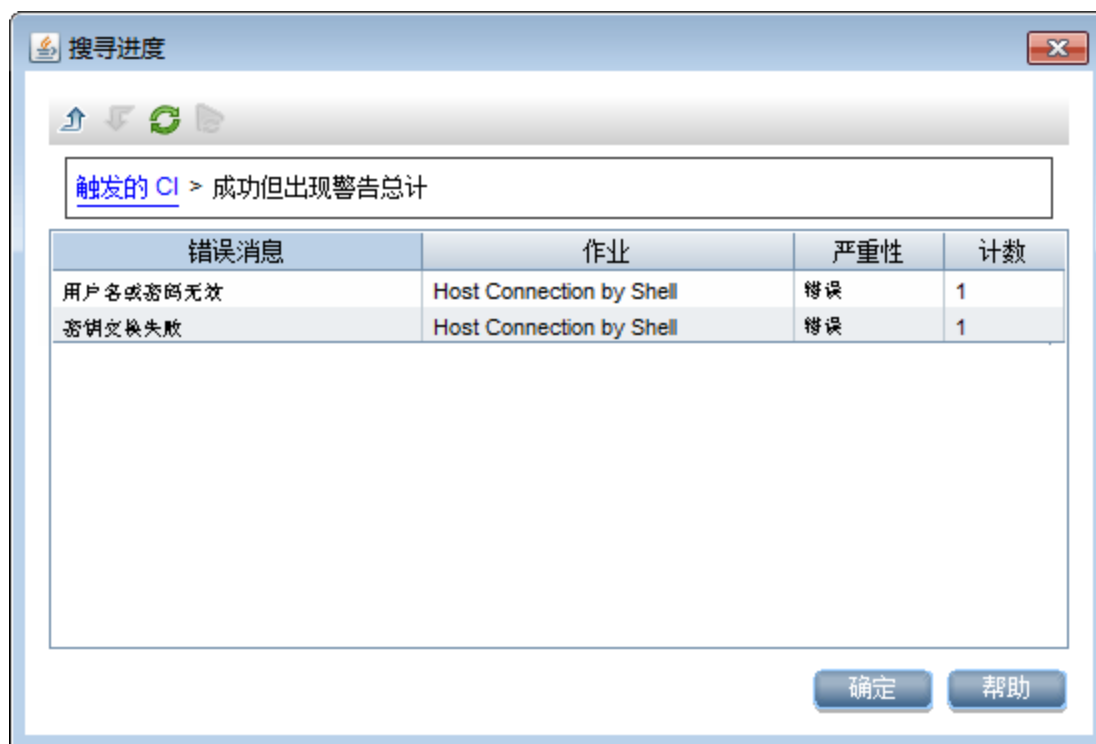 搜寻进度
触发的 CI > 成功但出现警告总计
错误消息 作业 严重性 计数
用户名或密码无效 Host Connection by Shell 错误 1
密钥交换失败 Host Connection by Shell 错误 1
确定 帮助